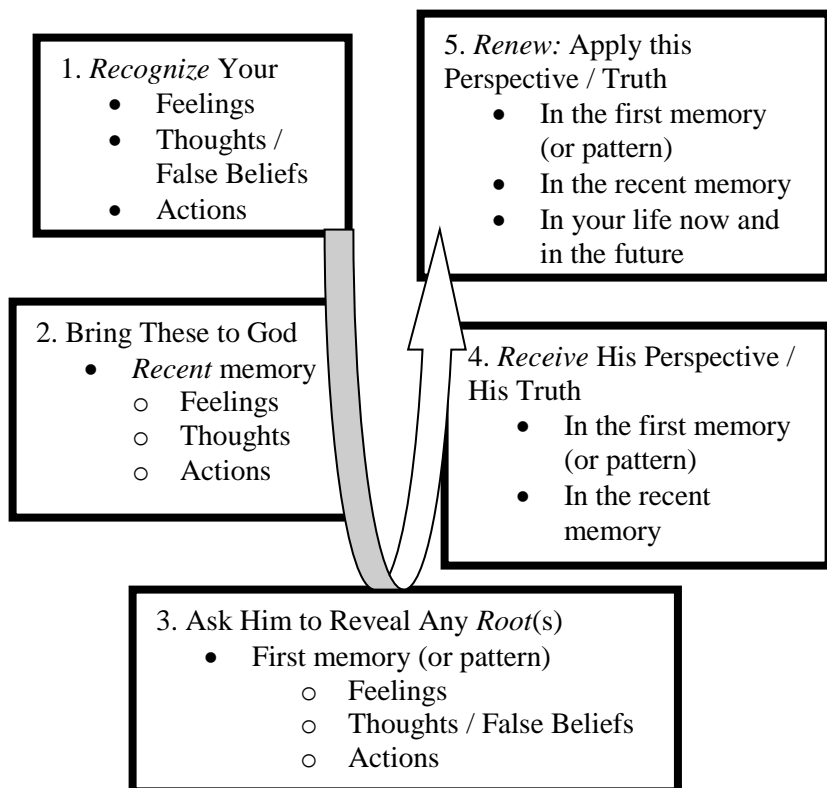 1. Recognize Your
• Feelings
• Thoughts /
False Beliefs
• Actions
2. Bring These to God
• Recent memory
o Feelings
o Thoughts
o Actions
3. Ask Him to Reveal Any Root(s)
• First memory (or pattern)
o Feelings
o Thoughts / False Beliefs
o Actions
4. Receive His Perspective /
His Truth
• In the first memory
(or pattern)
• In the recent
memory
5. Renew: Apply this
Perspective / Truth
• In the first memory
(or pattern)
• In the recent memory
• In your life now and
in the future